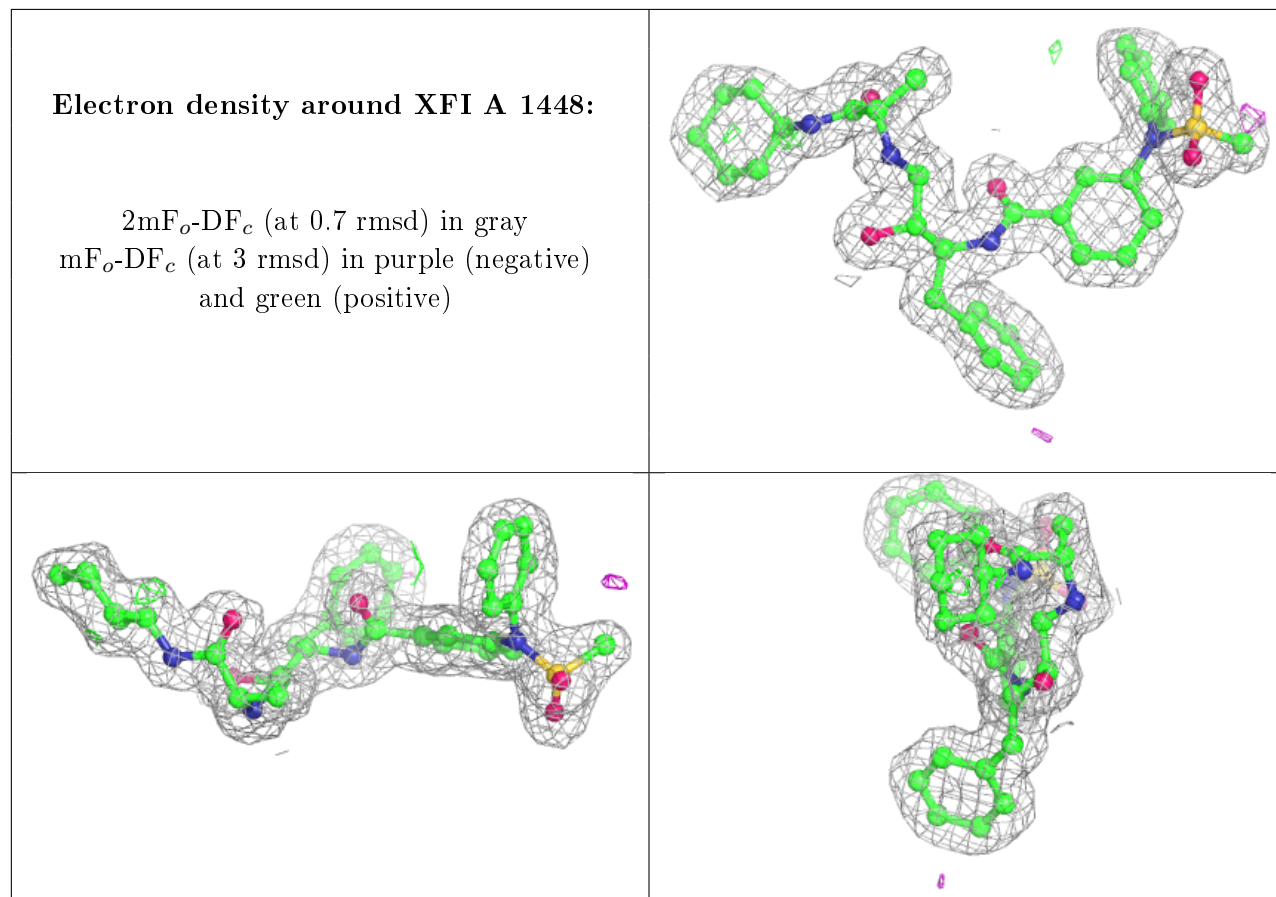 Electron density around XFI A 1448:
2mFo-DFc (at 0.7 rmsd) in gray
mFo-DFc (at 3 rmsd) in purple (negative)
and green (positive)